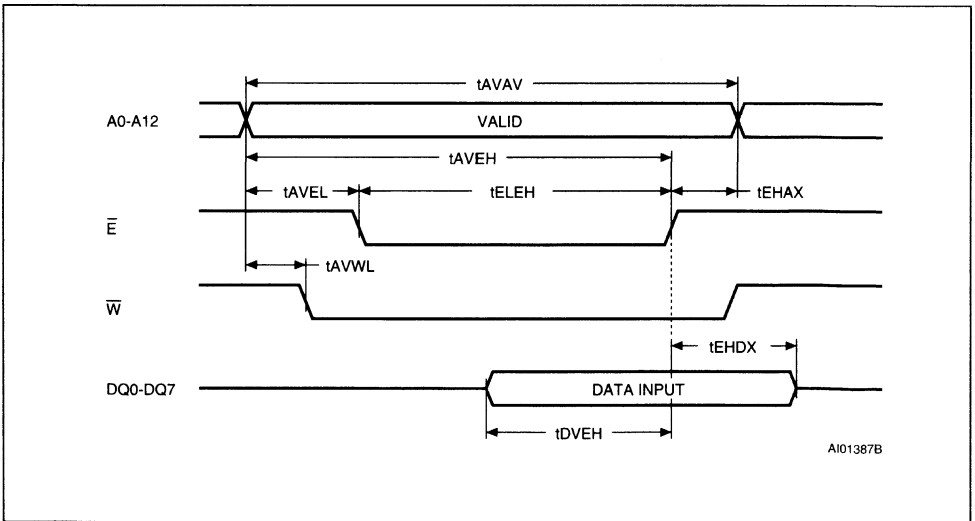 tAVAV
A0-A12 VALID
tAVEH
tAVEL tELEH tEHAX
E̅
tAVWL
W̅
tEHDX
DQ0-DQ7 DATA INPUT
tDVEH
AI01387B